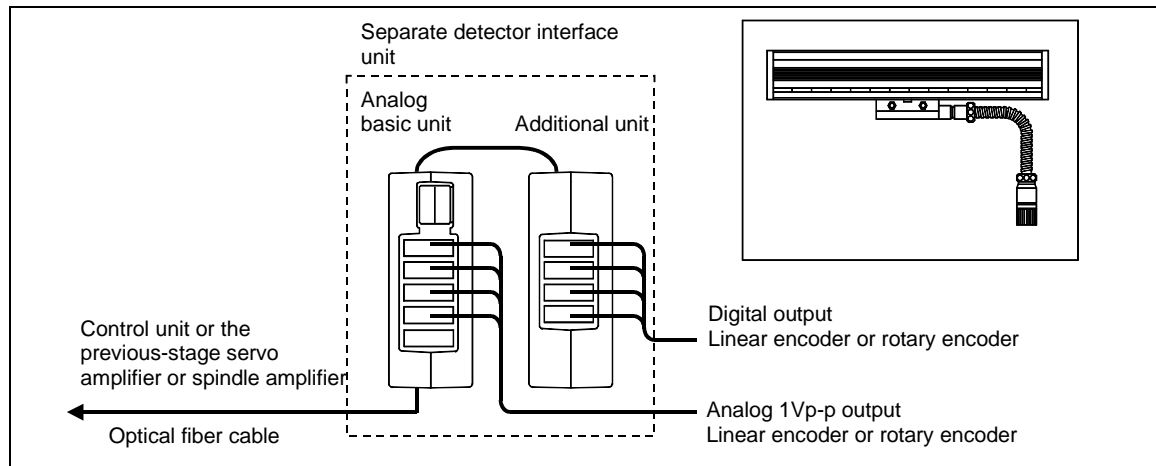 Separate detector interface
unit
Analog
basic unit
Additional unit
Digital output
Linear encoder or rotary encoder
Control unit or the
previous-stage servo
amplifier or spindle amplifier
Analog 1Vp-p output
Linear encoder or rotary encoder
Optical fiber cable